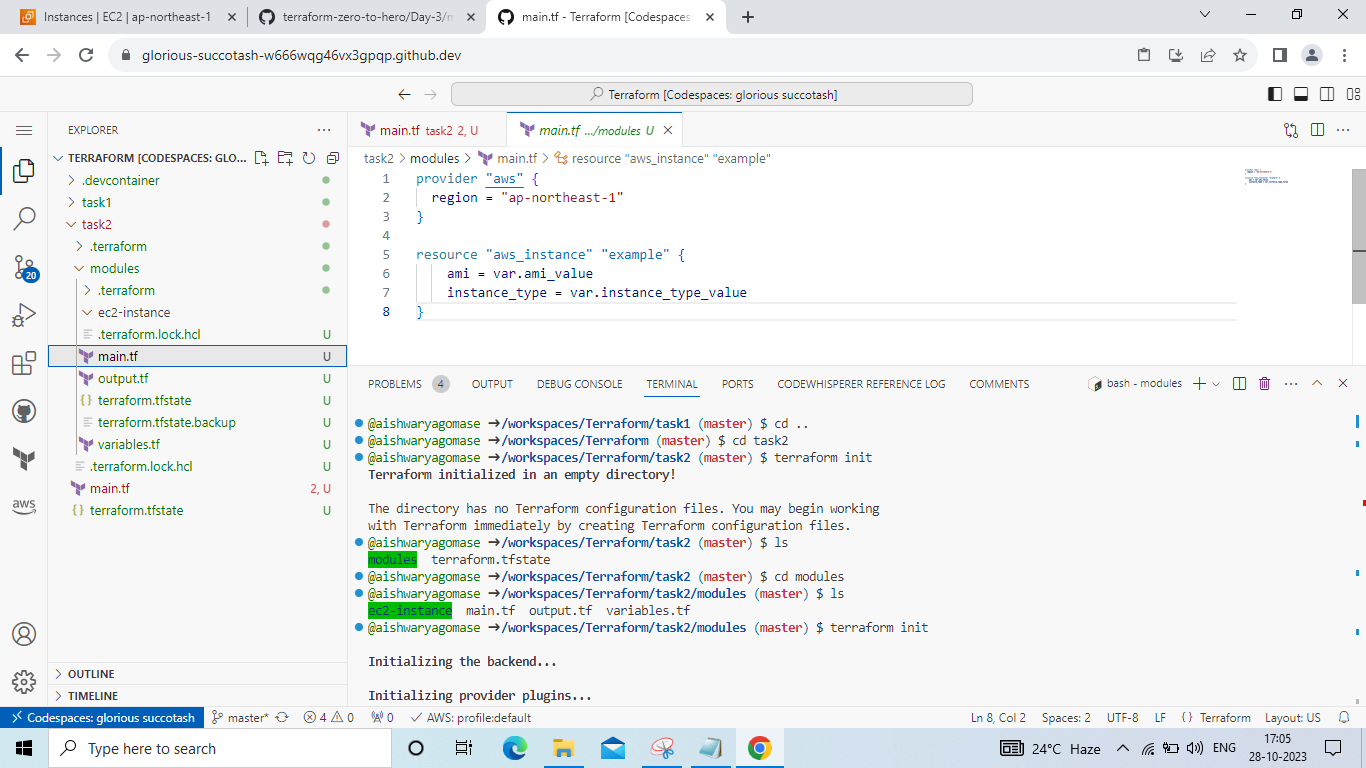 Instances | EC2 | ap-northeast-1
terraform-zero-to-hero/Day-3/m
main.tf - Terraform [Codespaces:
glorious-succotash-w666wqg46vx3gpqp.github.dev
Terraform [Codespaces: glorious succotash]
EXPLORER
TERRAFORM [CODESPACES: GLO...
.devcontainer
task1
task2
.terraform
modules
.terraform
ec2-instance
.terraform.lock.hcl U
main.tf U
output.tf U
terraform.tfstate U
terraform.tfstate.backup U
variables.tf U
.terraform.lock.hcl U
main.tf 2, U
terraform.tfstate U
OUTLINE
TIMELINE
20
aws
main.tf task2 2, U
main.tf .../modules U
task2 > modules > main.tf > resource "aws_instance" "example"
1 provider "aws" {
2 region = "ap-northeast-1"
3 }
4
5 resource "aws_instance" "example" {
6 ami = var.ami_value
7 instance_type = var.instance_type_value
8 }
PROBLEMS 4 OUTPUT DEBUG CONSOLE TERMINAL PORTS CODEWHISPERER REFERENCE LOG COMMENTS bash - modules
@aishwaryagomase ➜/workspaces/Terraform/task1 (master) $ cd ..
@aishwaryagomase ➜/workspaces/Terraform (master) $ cd task2
@aishwaryagomase ➜/workspaces/Terraform/task2 (master) $ terraform init
Terraform initialized in an empty directory!
The directory has no Terraform configuration files. You may begin working
with Terraform immediately by creating Terraform configuration files.
@aishwaryagomase ➜/workspaces/Terraform/task2 (master) $ ls
modules terraform.tfstate
@aishwaryagomase ➜/workspaces/Terraform/task2 (master) $ cd modules
@aishwaryagomase ➜/workspaces/Terraform/task2/modules (master) $ ls
ec2-instance main.tf output.tf variables.tf
@aishwaryagomase ➜/workspaces/Terraform/task2/modules (master) $ terraform init
Initializing the backend...
Initializing provider plugins...
Codespaces: glorious succotash master* 4 0 0 AWS: profile:default Ln 8, Col 2 Spaces: 2 UTF-8 LF {} Terraform Layout: US
Type here to search
24°C Haze ENG
17:05
28-10-2023